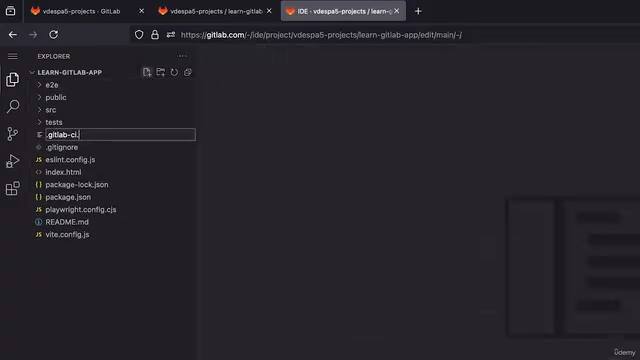 vdespa5-projects · GitLab
vdespa5-projects / learn-gitlab
IDE — vdespa5-projects / learn-g
https://gitlab.com/-/ide/project/vdespa5-projects/learn-gitlab-app/edit/main/-/
EXPLORER
LEARN-GITLAB-APP
e2e
public
src
tests
.gitlab-ci.
.gitignore
eslint.config.js
index.html
package-lock.json
package.json
playwright.config.cjs
README.md
vite.config.js
ûdemy